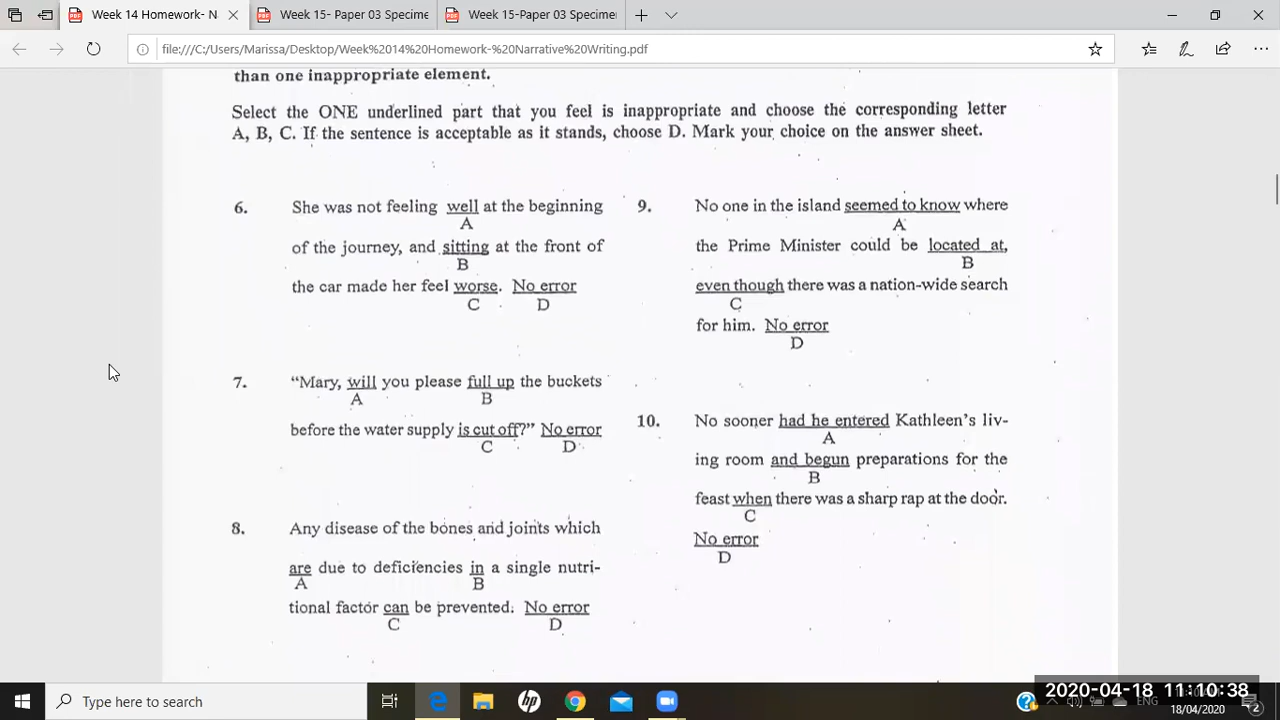 Week 14 Homework- N
Week 15- Paper 03 Specime
Week 15-Paper 03 Specime
file:///C:/Users/Marissa/Desktop/Week%2014%20Homework-%20Narrative%20Writing.pdf
than one inappropriate element.
Select the ONE underlined part that you feel is inappropriate and choose the corresponding letter
A, B, C. If the sentence is acceptable as it stands, choose D. Mark your choice on the answer sheet.
6. She was not feeling well at the beginning
A
of the journey, and sitting at the front of
B
the car made her feel worse. No error
C D
7. “Mary, will you please full up the buckets
A B
before the water supply is cut off?” No error
C D
8. Any disease of the bones and joints which
are due to deficiencies in a single nutri-
A B
tional factor can be prevented. No error
C D
9. No one in the island seemed to know where
A
the Prime Minister could be located at,
B
even though there was a nation-wide search
C
for him. No error
D
10. No sooner had he entered Kathleen’s liv-
A
ing room and begun preparations for the
B
feast when there was a sharp rap at the door.
C
No error
D
Type here to search
2020-04-18 11:10:38
ENG
18/04/2020
2